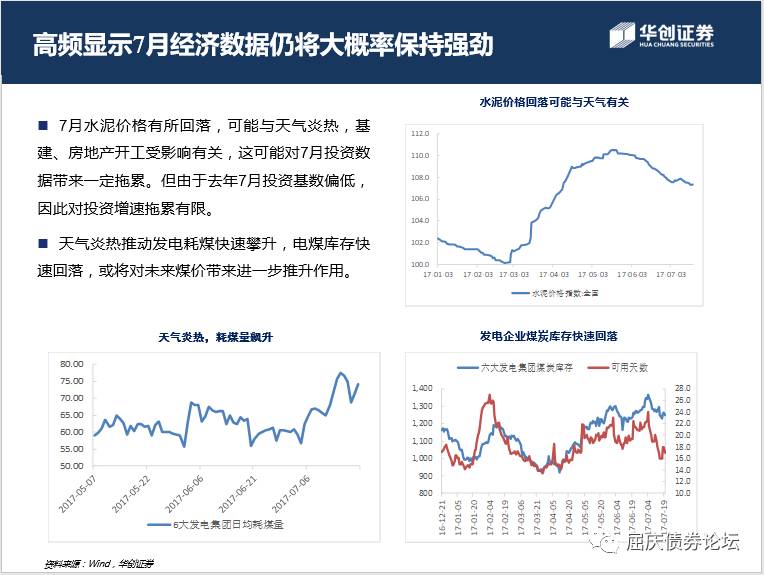 高频显示7月经济数据仍将大概率保持强劲
华创证券
HUA CHUANG SECURITIES
■ 7月水泥价格有所回落，可能与天气炎热，基
建、房地产开工受影响有关，这可能对7月投资数
据带来一定拖累。但由于去年7月投资基数偏低，
因此对投资增速拖累有限。
■ 天气炎热推动发电耗煤快速攀升，电煤库存快
速回落，或将对未来煤价带来进一步推升作用。
水泥价格回落可能与天气有关
112.0
110.0
108.0
106.0
104.0
102.0
100.0
17-01-03 17-02-03 17-03-03 17-04-03 17-05-03 17-06-03 17-07-03
水泥价格指数:全国
天气炎热，耗煤量飙升
80.00
75.00
70.00
65.00
60.00
55.00
50.00
2017-05-07 2017-05-22 2017-06-06 2017-06-21 2017-07-06
6大发电集团日均耗煤量
发电企业煤炭库存快速回落
六大发电集团煤炭库存 可用天数
1,400
1,300
1,200
1,100
1,000
900
800
28.0
26.0
24.0
22.0
20.0
18.0
16.0
14.0
12.0
10.0
16-12-21 17-01-05 17-01-20 17-02-04 17-02-19 17-03-06 17-03-21 17-04-05 17-04-20 17-05-05 17-05-20 17-06-04 17-06-19 17-07-04 17-07-19
资料来源：Wind，华创证券
屈庆债券论坛